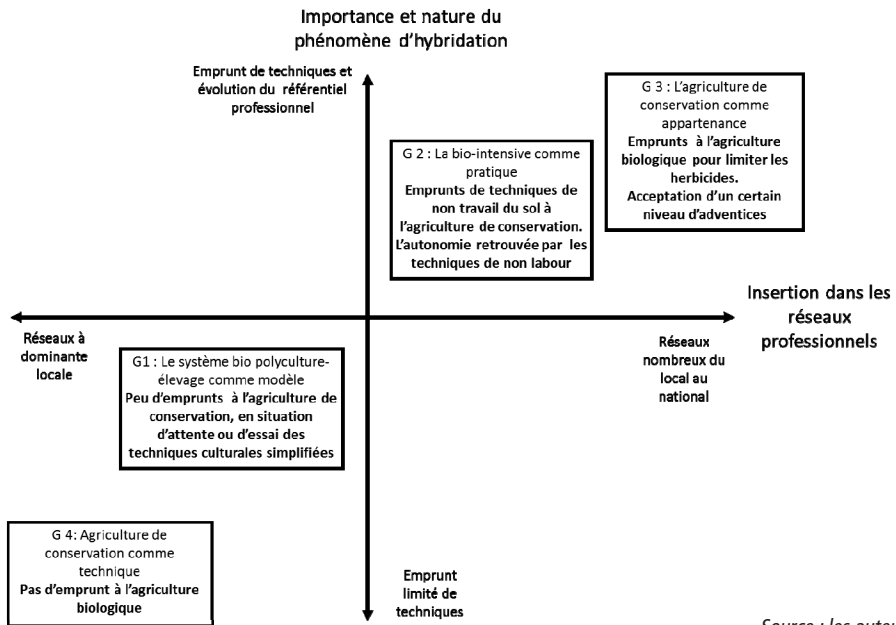 Importance et nature du
phénomène d'hybridation
Emprunt de techniques et
évolution du référentiel
professionnel
G 3 : L'agriculture de
conservation comme
appartenance
Emprunts à l'agriculture
biologique pour limiter les
herbicides.
Acceptation d'un certain
niveau d'adventices
G 2 : La bio-intensive comme
pratique
Emprunts de techniques de
non travail du sol à
l'agriculture de conservation.
L'autonomie retrouvée par les
techniques de non labour
Insertion dans les
réseaux
professionnels
Réseaux à
dominante
locale
Réseaux
nombreux du
local au
national
G1 : Le système bio polyculture-
élevage comme modèle
Peu d'emprunts à l'agriculture de
conservation, en situation
d'attente ou d'essai des
techniques culturales simplifiées
G 4: Agriculture de
conservation comme
technique
Pas d'emprunt à l'agriculture
biologique
Emprunt
limité de
techniques
Source : les